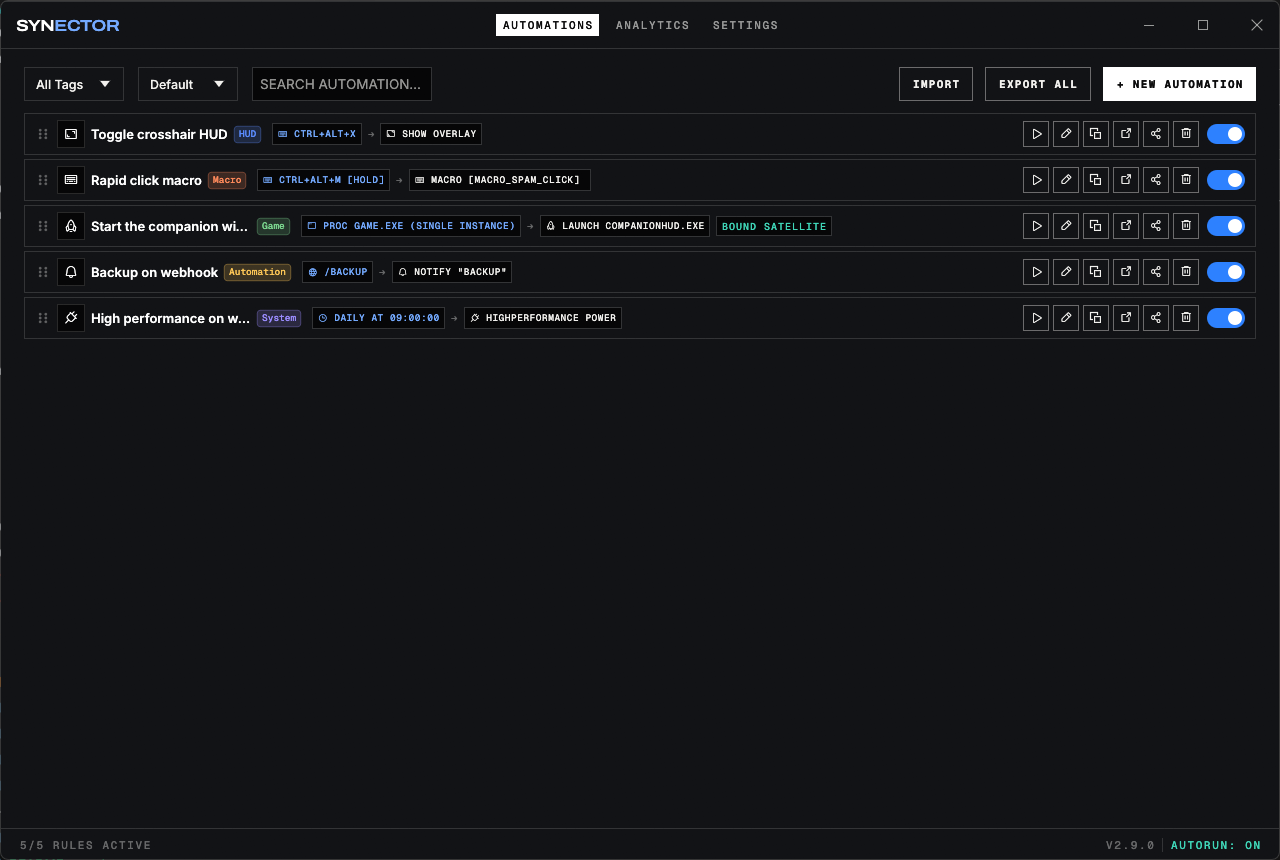 SYNECTOR AUTOMATIONS ANALYTICS SETTINGS
All Tags Default SEARCH AUTOMATION... IMPORT EXPORT ALL + NEW AUTOMATION
Toggle crosshair HUD HUD CTRL+ALT+X → SHOW OVERLAY
Rapid click macro Macro CTRL+ALT+M [HOLD] → MACRO [MACRO_SPAM_CLICK]
Start the companion wi... Game PROC GAME.EXE (SINGLE INSTANCE) → LAUNCH COMPANIONHUD.EXE BOUND SATELLITE
Backup on webhook Automation /BACKUP → NOTIFY "BACKUP"
High performance on w... System DAILY AT 09:00:00 → HIGHPERFORMANCE POWER
5/5 RULES ACTIVE V2.9.0 AUTORUN: ON